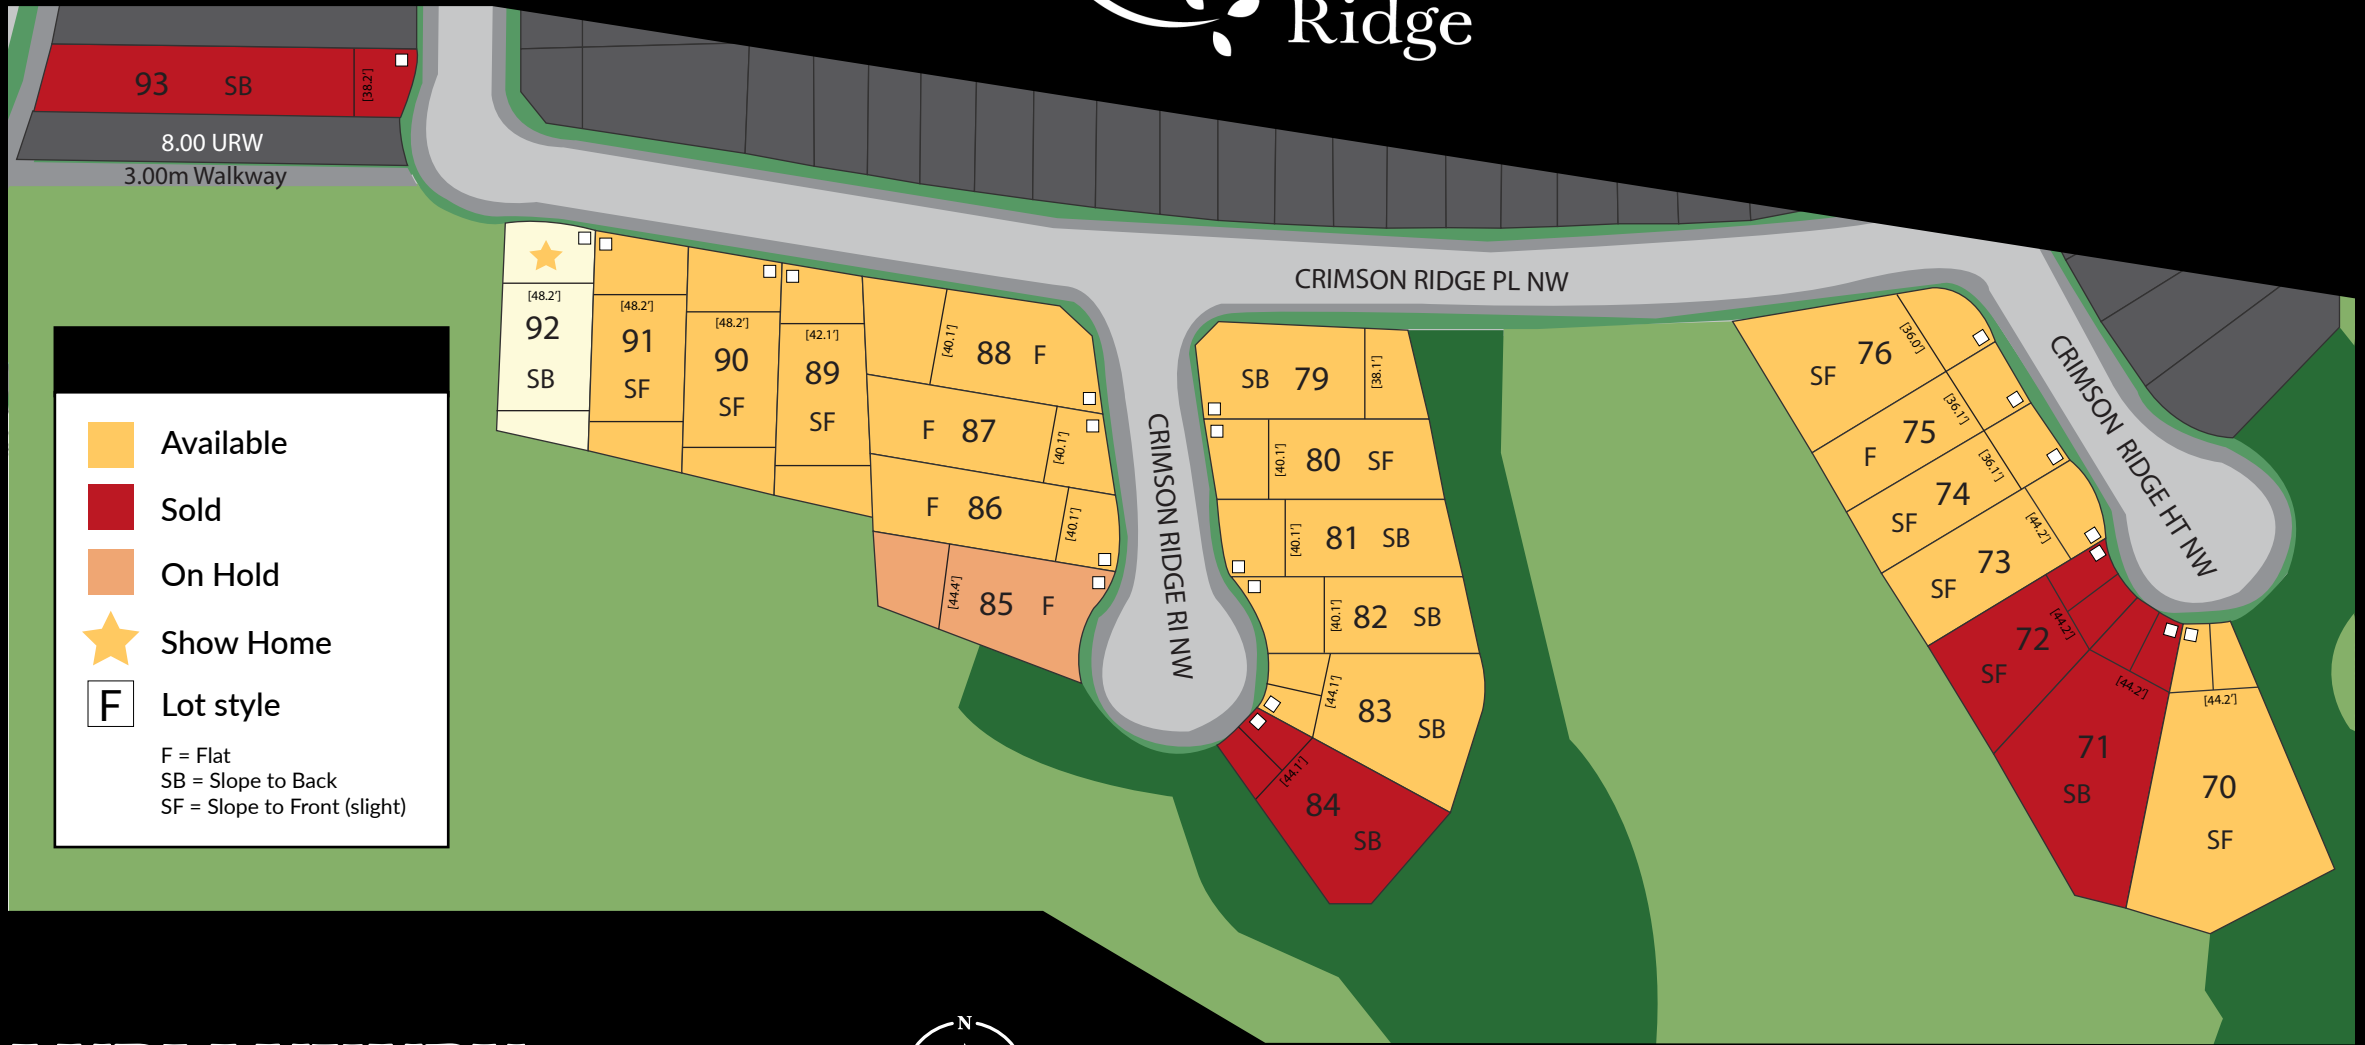 Ridge
93 SB [38.2']
8.00 URW
3.00m Walkway
CRIMSON RIDGE PL NW
CRIMSON RIDGE RI NW
CRIMSON RIDGE HT NW
[48.2']
92
SB
[48.2']
91
SF
[48.2']
90
SF
[42.1']
89
SF
[40.1'] 88 F
F 87 [40.1']
F 86 [40.1']
[44.4'] 85 F
SB 79 [38.1']
[40.1'] 80 SF
[40.1'] 81 SB
[40.1'] 82 SB
[44.1'] 83 SB
[44.1']
84
SB
SF 76 [36.0']
F 75 [36.1']
SF 74 [36.1']
SF 73 [44.2']
SF 72 [44.2']
[44.2']
71
SB
[44.2']
70
SF
Available
Sold
On Hold
Show Home
F Lot style
F = Flat
SB = Slope to Back
SF = Slope to Front (slight)
N